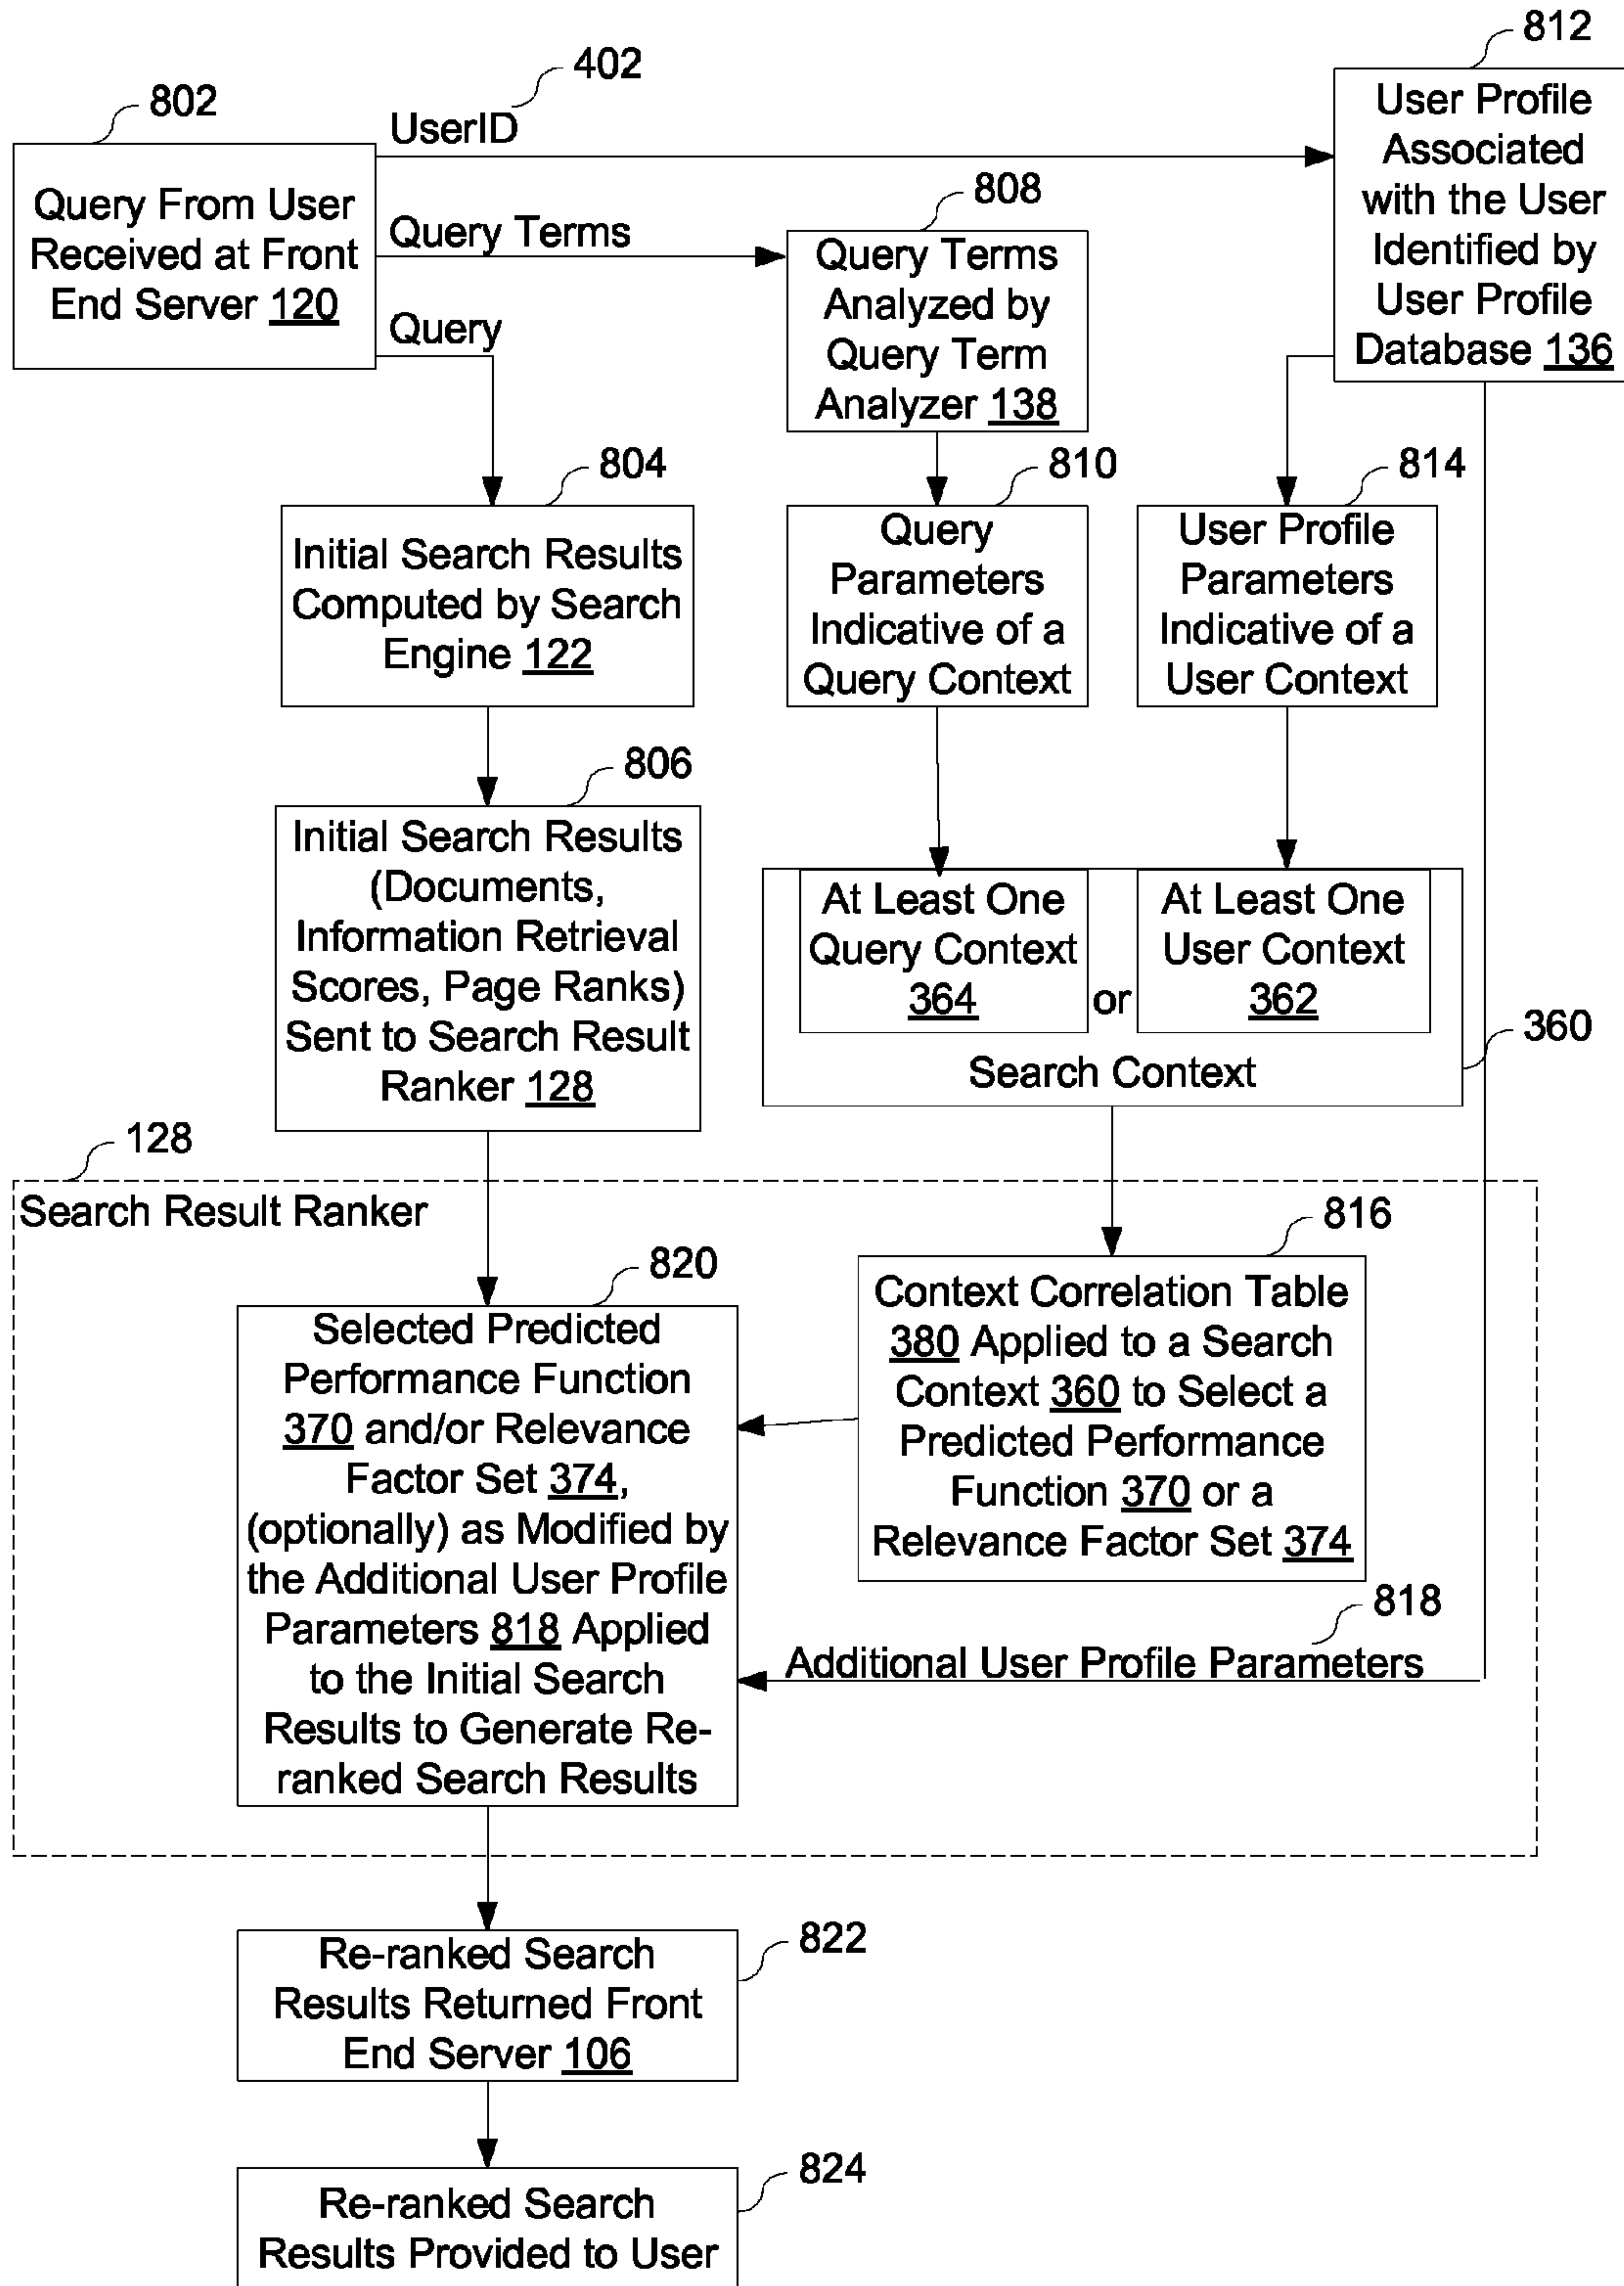 812
402
802
User Profile
Associated
with the User
Identified by
User Profile
Database 136
UserID
Query From User
Received at Front
End Server 120
Query Terms
Query
808
Query Terms
Analyzed by
Query Term
Analyzer 138
804
Initial Search Results
Computed by Search
Engine 122
810
Query
Parameters
Indicative of a
Query Context
814
User Profile
Parameters
Indicative of a
User Context
806
Initial Search Results
(Documents,
Information Retrieval
Scores, Page Ranks)
Sent to Search Result
Ranker 128
At Least One
Query Context
364
or
At Least One
User Context
362
Search Context
360
128
Search Result Ranker
816
Context Correlation Table
380 Applied to a Search
Context 360 to Select a
Predicted Performance
Function 370 or a
Relevance Factor Set 374
820
Selected Predicted
Performance Function
370 and/or Relevance
Factor Set 374,
(optionally) as Modified by
the Additional User Profile
Parameters 818 Applied
to the Initial Search
Results to Generate Re-
ranked Search Results
818
Additional User Profile Parameters
Re-ranked Search
Results Returned Front
End Server 106
822
Re-ranked Search
Results Provided to User
824